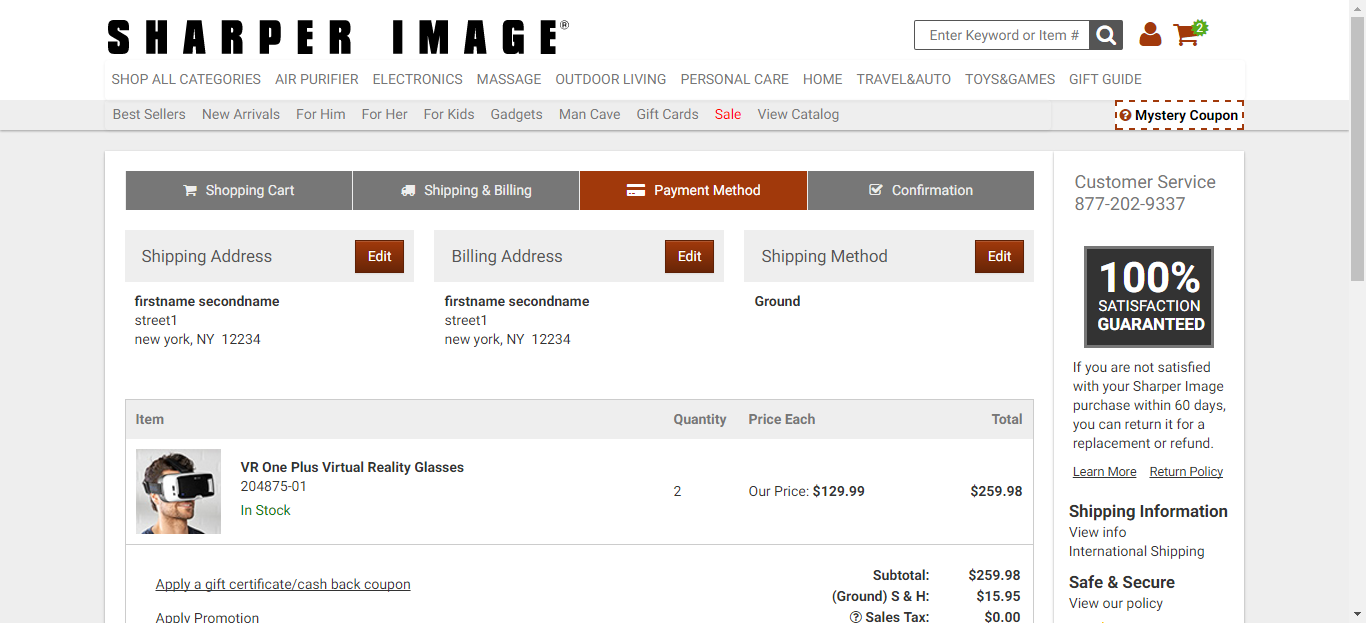 SHARPER IMAGE®
Enter Keyword or Item #
2
SHOP ALL CATEGORIES AIR PURIFIER ELECTRONICS MASSAGE OUTDOOR LIVING PERSONAL CARE HOME TRAVEL&AUTO TOYS&GAMES GIFT GUIDE
Best Sellers New Arrivals For Him For Her For Kids Gadgets Man Cave Gift Cards Sale View Catalog
? Mystery Coupon
Shopping Cart Shipping & Billing Payment Method Confirmation
Shipping Address Edit
firstname secondname
street1
new york, NY 12234
Billing Address Edit
firstname secondname
street1
new york, NY 12234
Shipping Method Edit
Ground
Item Quantity Price Each Total
VR One Plus Virtual Reality Glasses
204875-01
In Stock
2 Our Price: $129.99 $259.98
Apply a gift certificate/cash back coupon
Apply Promotion
Subtotal: $259.98
(Ground) S & H: $15.95
? Sales Tax: $0.00
Customer Service
877-202-9337
100%
SATISFACTION
GUARANTEED
If you are not satisfied
with your Sharper Image
purchase within 60 days,
you can return it for a
replacement or refund.
Learn More Return Policy
Shipping Information
View info
International Shipping
Safe & Secure
View our policy